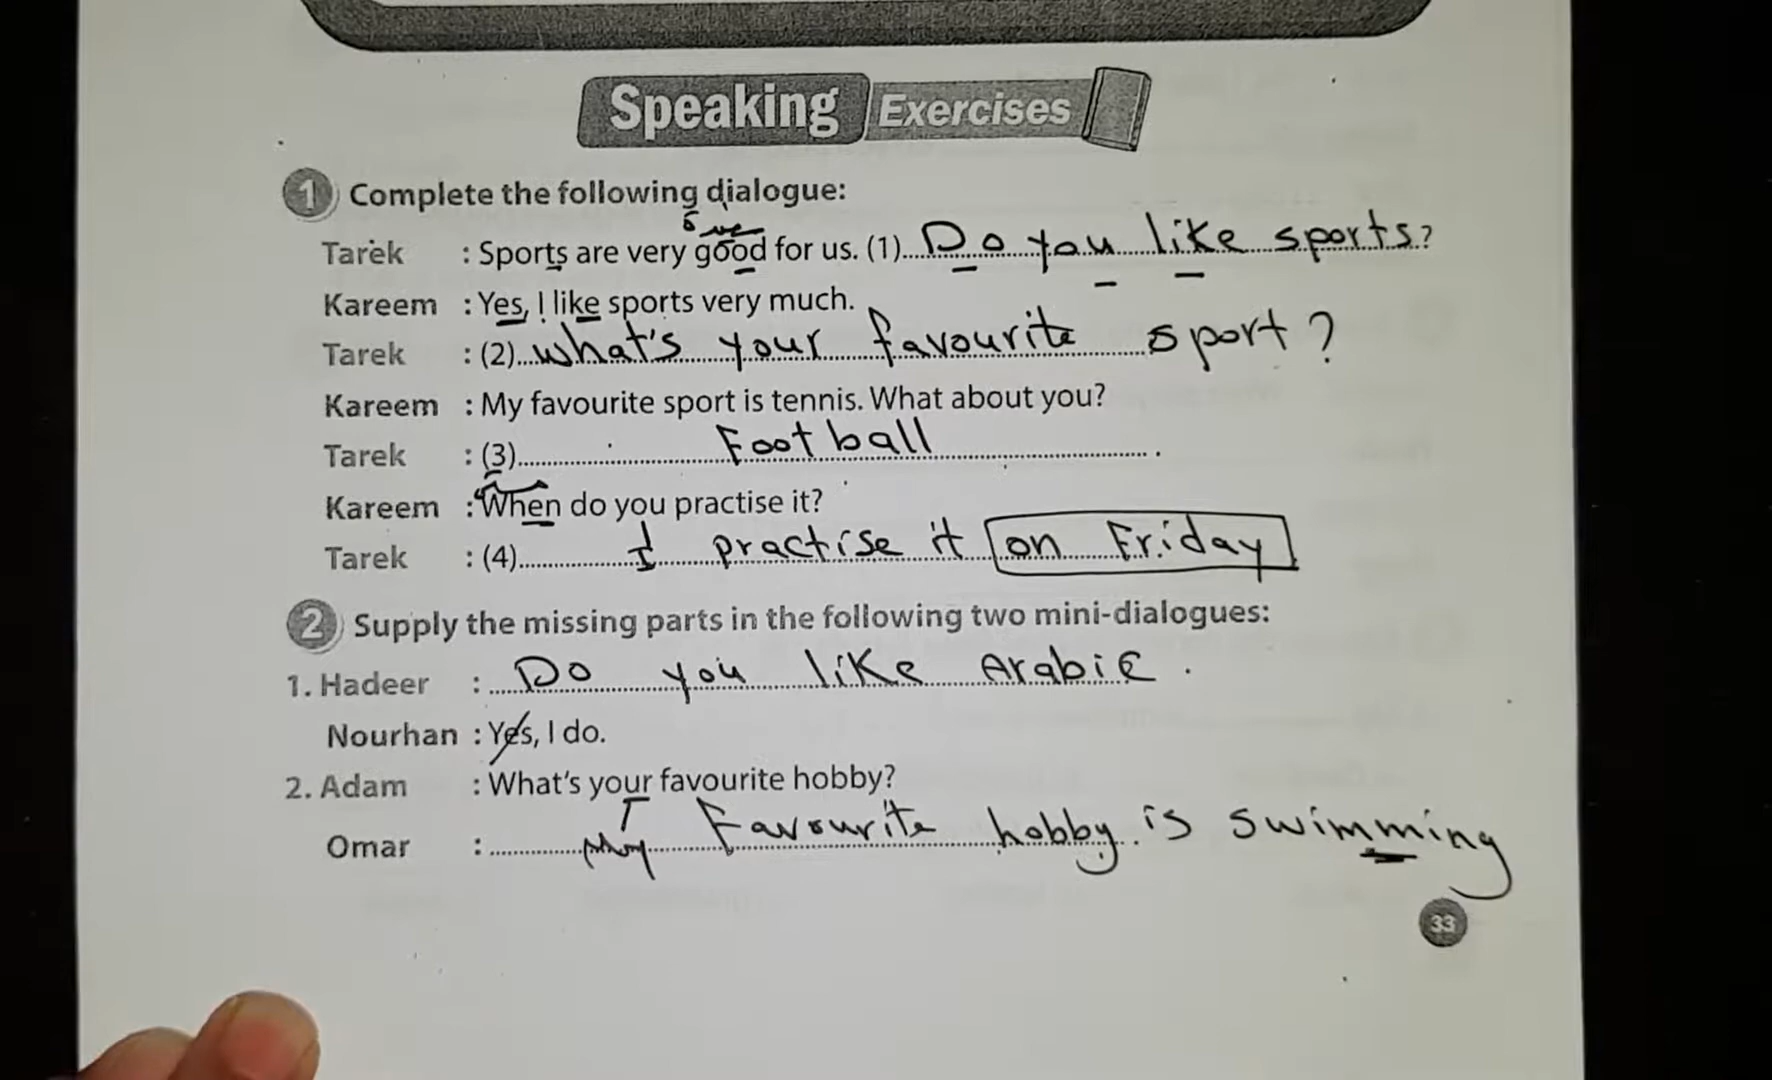 Speaking Exercises
1 Complete the following dialogue:
Tarek : Sports are very good for us. (1) Do you like sports?
Kareem : Yes, I like sports very much.
Tarek : (2) what's your favourite sport?
Kareem : My favourite sport is tennis. What about you?
Tarek : (3) Football.
Kareem : When do you practise it?
Tarek : (4) I practise it on Friday
2 Supply the missing parts in the following two mini-dialogues:
1. Hadeer : Do you like Arabic.
Nourhan : Yes, I do.
2. Adam : What's your favourite hobby?
Omar : My Favourite hobby is swimming
33